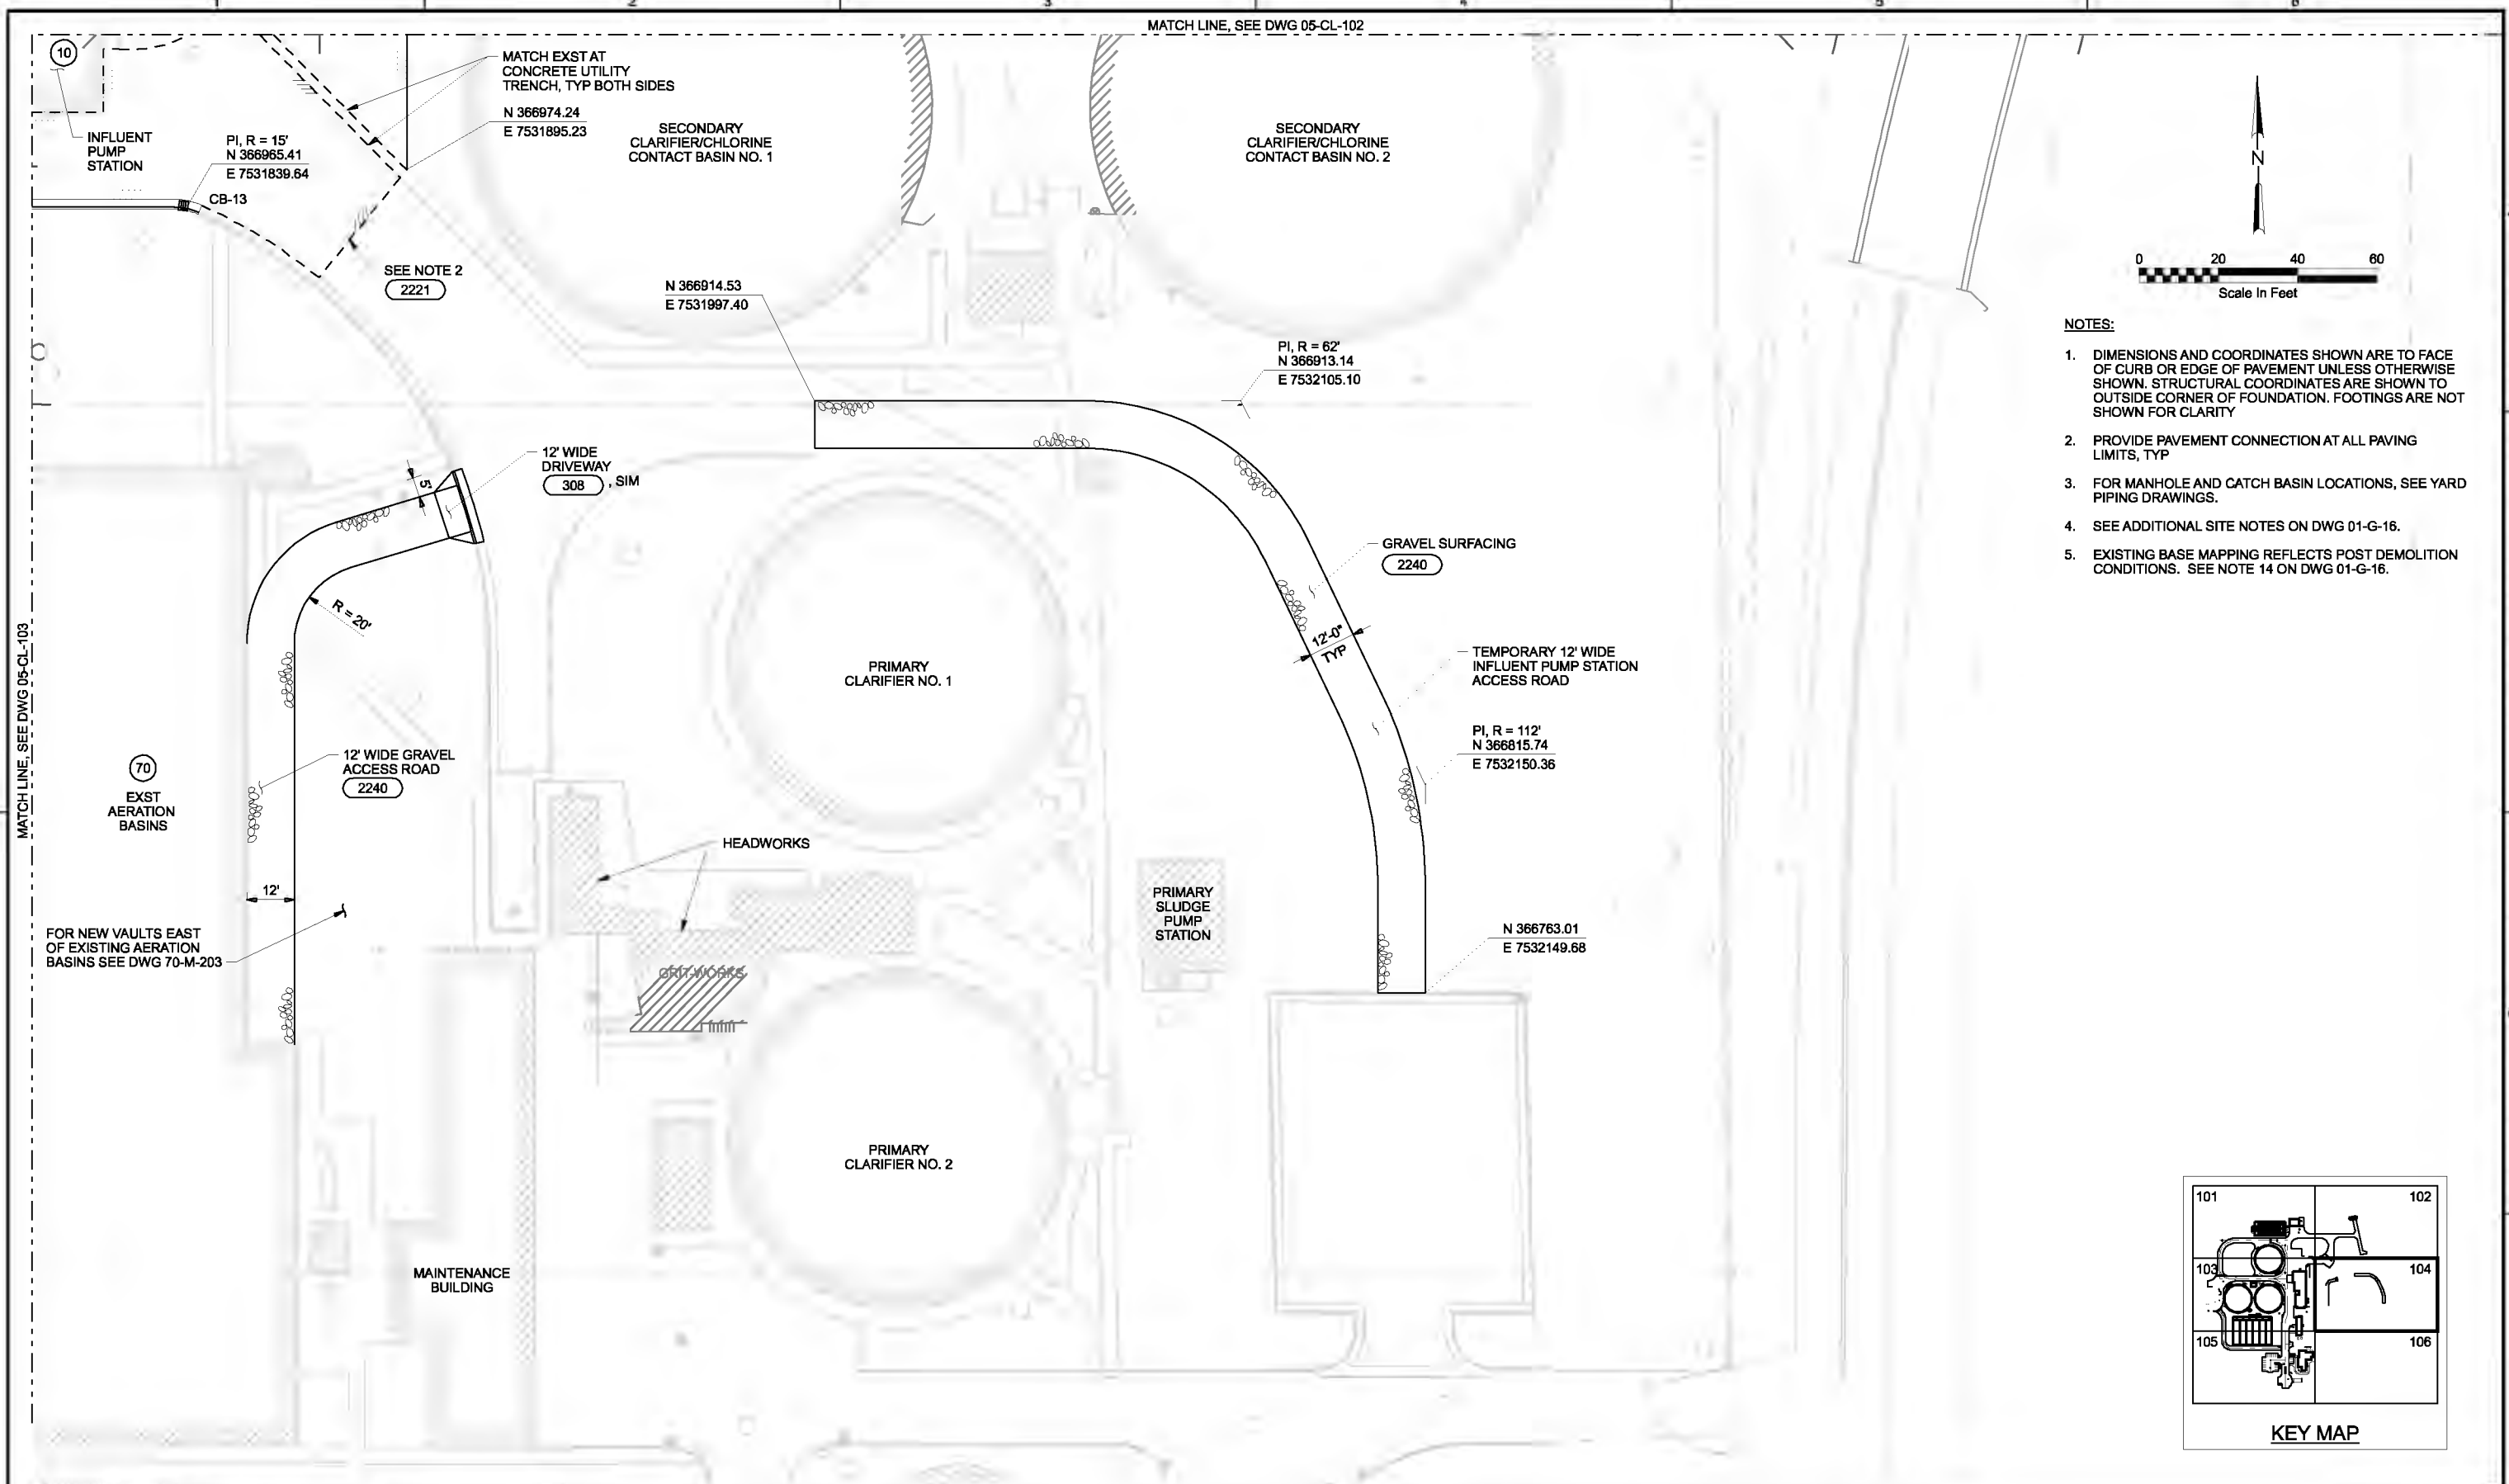 2
3
4
5
6
MATCH LINE, SEE DWG 05-CL-102
10
INFLUENT
PUMP
STATION
PI, R = 15'
N 366965.41
E 7531839.64
CB-13
MATCH EXST AT
CONCRETE UTILITY
TRENCH, TYP BOTH SIDES
N 366974.24
E 7531895.23
SECONDARY
CLARIFIER/CHLORINE
CONTACT BASIN NO. 1
SECONDARY
CLARIFIER/CHLORINE
CONTACT BASIN NO. 2
SEE NOTE 2
2221
N 366914.53
E 7531997.40
PI, R = 62'
N 366913.14
E 7532105.10
12' WIDE
DRIVEWAY
308 , SIM
5'
R = 20'
GRAVEL SURFACING
2240
12'-0"
TYP
TEMPORARY 12' WIDE
INFLUENT PUMP STATION
ACCESS ROAD
PI, R = 112'
N 366815.74
E 7532150.36
PRIMARY
CLARIFIER NO. 1
MATCH LINE, SEE DWG 05-CL-103
70
EXST
AERATION
BASINS
12' WIDE GRAVEL
ACCESS ROAD
2240
12'
FOR NEW VAULTS EAST
OF EXISTING AERATION
BASINS SEE DWG 70-M-203
HEADWORKS
GRIT-WORKS
PRIMARY
SLUDGE
PUMP
STATION
N 366763.01
E 7532149.68
PRIMARY
CLARIFIER NO. 2
MAINTENANCE
BUILDING
N
0 20 40 60
Scale In Feet
NOTES:
1. DIMENSIONS AND COORDINATES SHOWN ARE TO FACE
OF CURB OR EDGE OF PAVEMENT UNLESS OTHERWISE
SHOWN. STRUCTURAL COORDINATES ARE SHOWN TO
OUTSIDE CORNER OF FOUNDATION. FOOTINGS ARE NOT
SHOWN FOR CLARITY
2. PROVIDE PAVEMENT CONNECTION AT ALL PAVING
LIMITS, TYP
3. FOR MANHOLE AND CATCH BASIN LOCATIONS, SEE YARD
PIPING DRAWINGS.
4. SEE ADDITIONAL SITE NOTES ON DWG 01-G-16.
5. EXISTING BASE MAPPING REFLECTS POST DEMOLITION
CONDITIONS. SEE NOTE 14 ON DWG 01-G-16.
101 102
103 104
105 106
KEY MAP